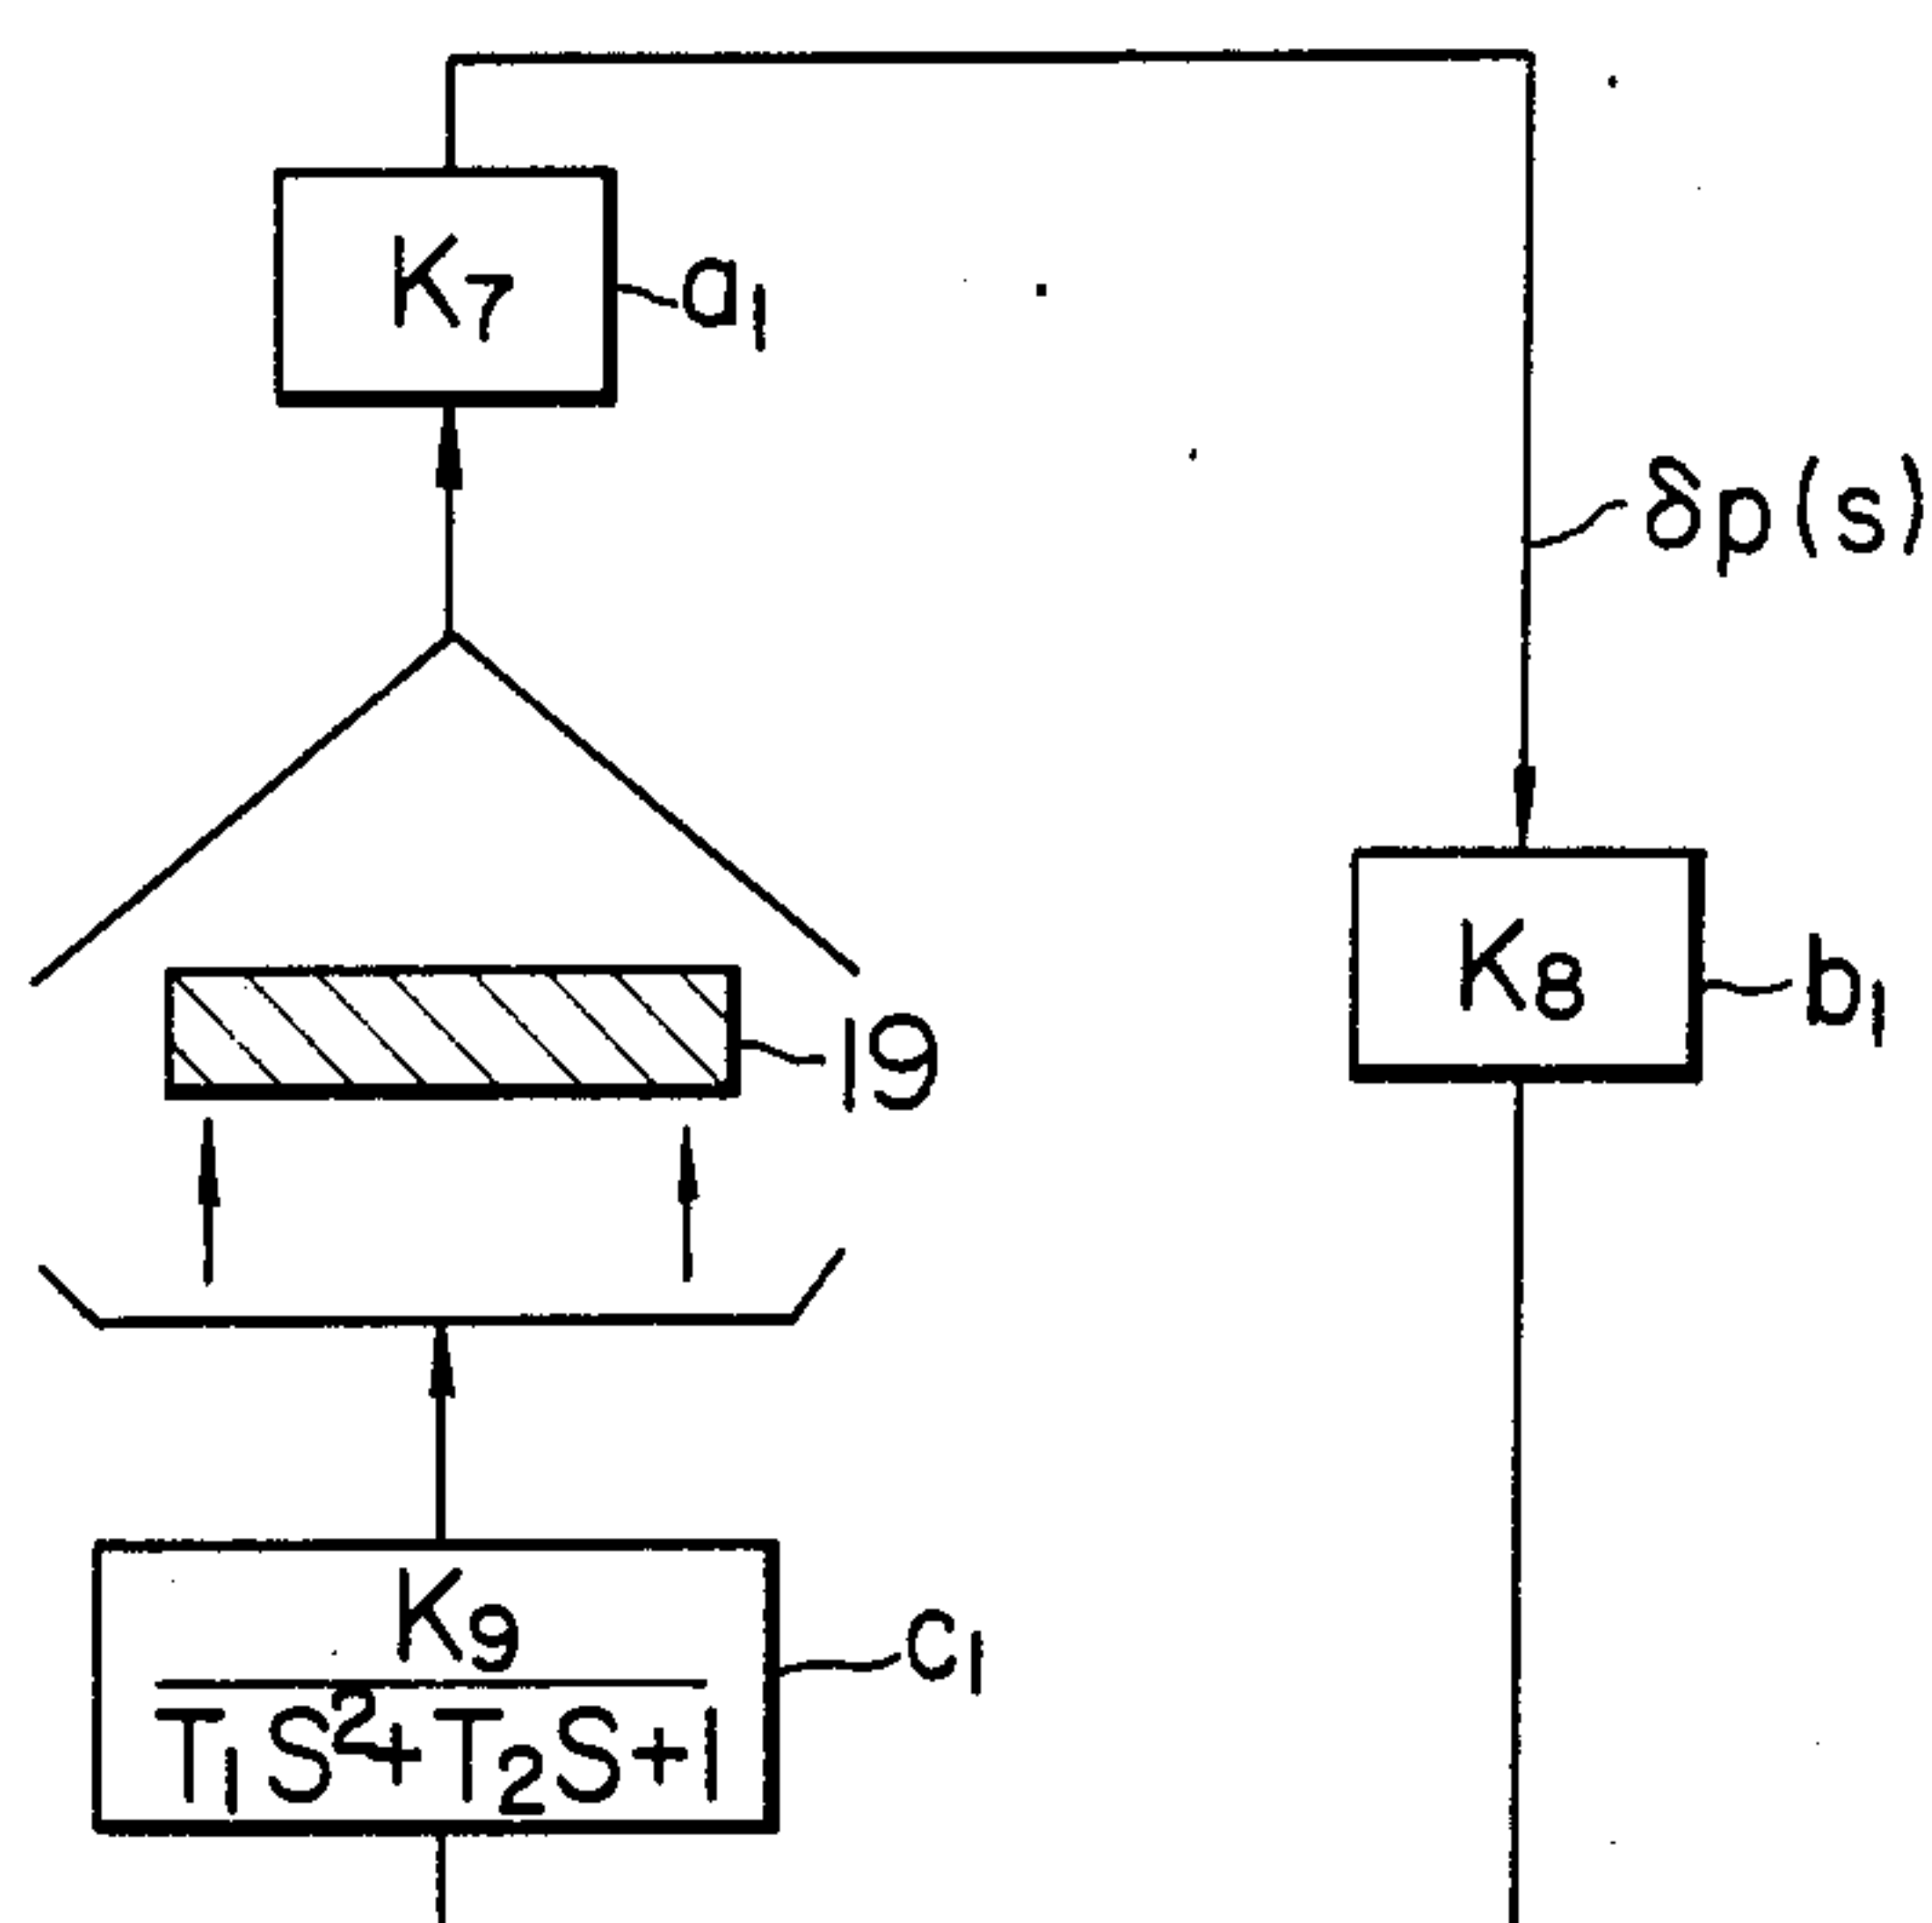 K₇
a₁
δp(s)
K₈
b₁
19
K₉
T₁S²+T₂S+1
c₁